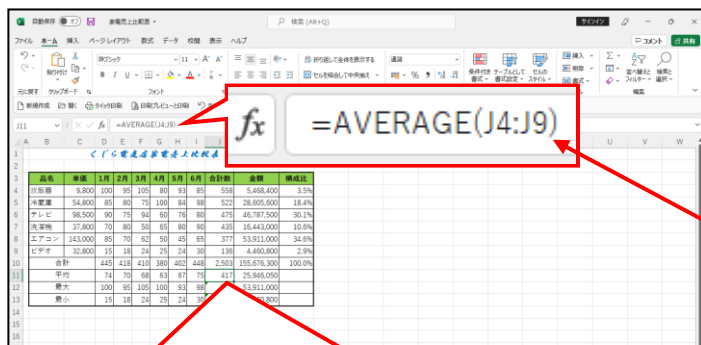 自動保存 オフ 家電売上比較表 検索 (Alt+Q) サインイン
ファイル ホーム 挿入 ページ レイアウト 数式 データ 校閲 表示 ヘルプ コメント 共有
游ゴシック 11 折り返して全体を表示する 通貨 挿入
貼り付け B I U セルを結合して中央揃え 条件付き書式 テーブルとして書式設定 セルのスタイル 削除 書式 並べ替えと フィルター 検索と 選択
元に戻す クリップボード フォント 編集
新規作成 開く クイック印刷 印刷プレビューと印刷
J11 fx =AVERAGE(J4:J9)
fx =AVERAGE(J4:J9)
A B C D E F G H I J U V W
1 くじら電気店家電売上比較表
2
3 品名 単価 1月 2月 3月 4月 5月 6月 合計数 金額 構成比
4 炊飯器 9,800 100 95 105 80 93 85 558 5,468,400 3.5%
5 冷蔵庫 54,800 85 80 75 100 84 98 522 28,605,600 18.4%
6 テレビ 98,500 90 75 94 60 76 80 475 46,787,500 30.1%
7 洗濯機 37,800 70 80 50 65 80 90 435 16,443,000 10.6%
8 エアコン 143,000 85 70 62 50 45 65 377 53,911,000 34.6%
9 ビデオ 32,800 15 18 24 25 24 30 136 4,460,800 2.9%
10 合計 445 418 410 380 402 448 2,503 155,676,300 100.0%
11 平均 74 70 68 63 67 75 417 25,946,050
12 最大 100 95 105 100 93 98 53,911,000
13 最小 15 18 24 25 24 30 60,800
14
15
16